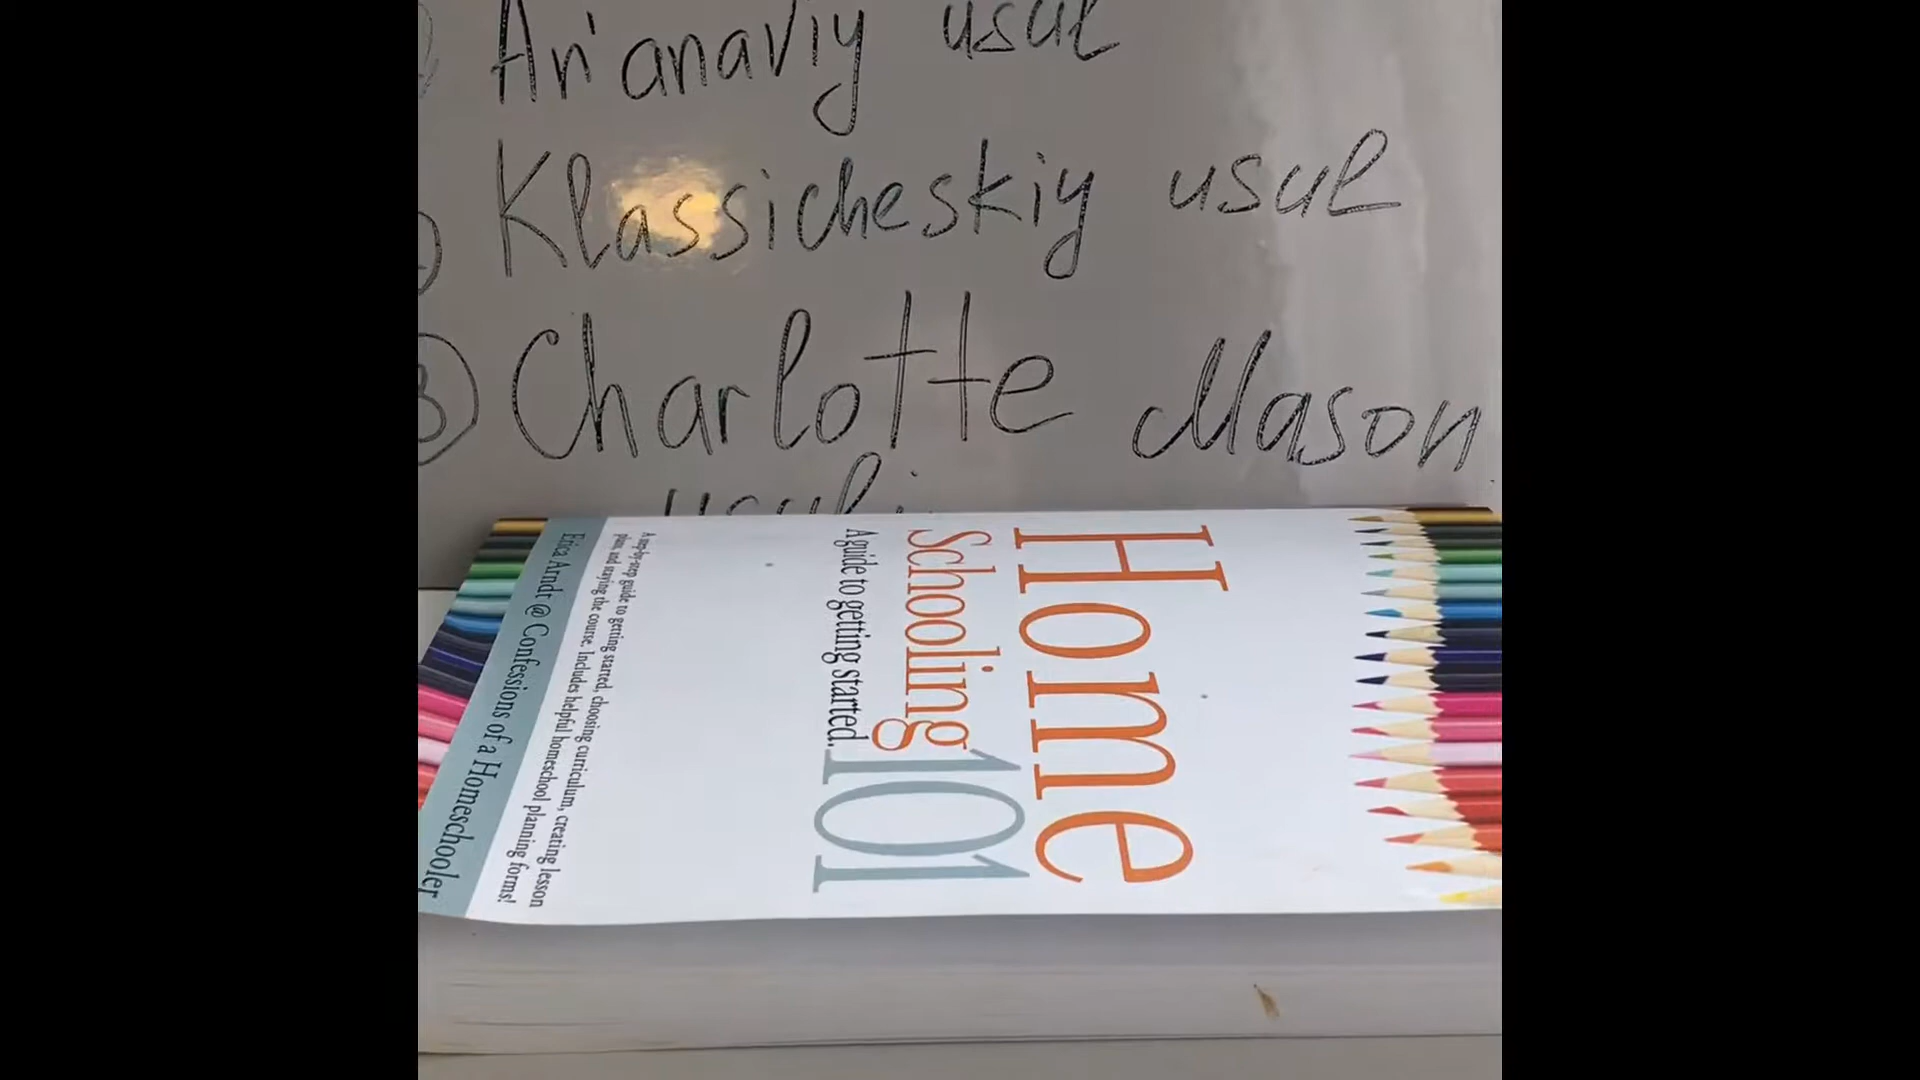 An'anaviy usul
Klassicheskiy usul
3 Charlotte Mason
usuli
Home
Schooling 101
A guide to getting started.
A step-by-step guide to getting started, choosing curriculum, creating lesson
plans, and staying the course. Includes helpful homeschool planning forms!
Erica Arndt @ Confessions of a Homeschooler